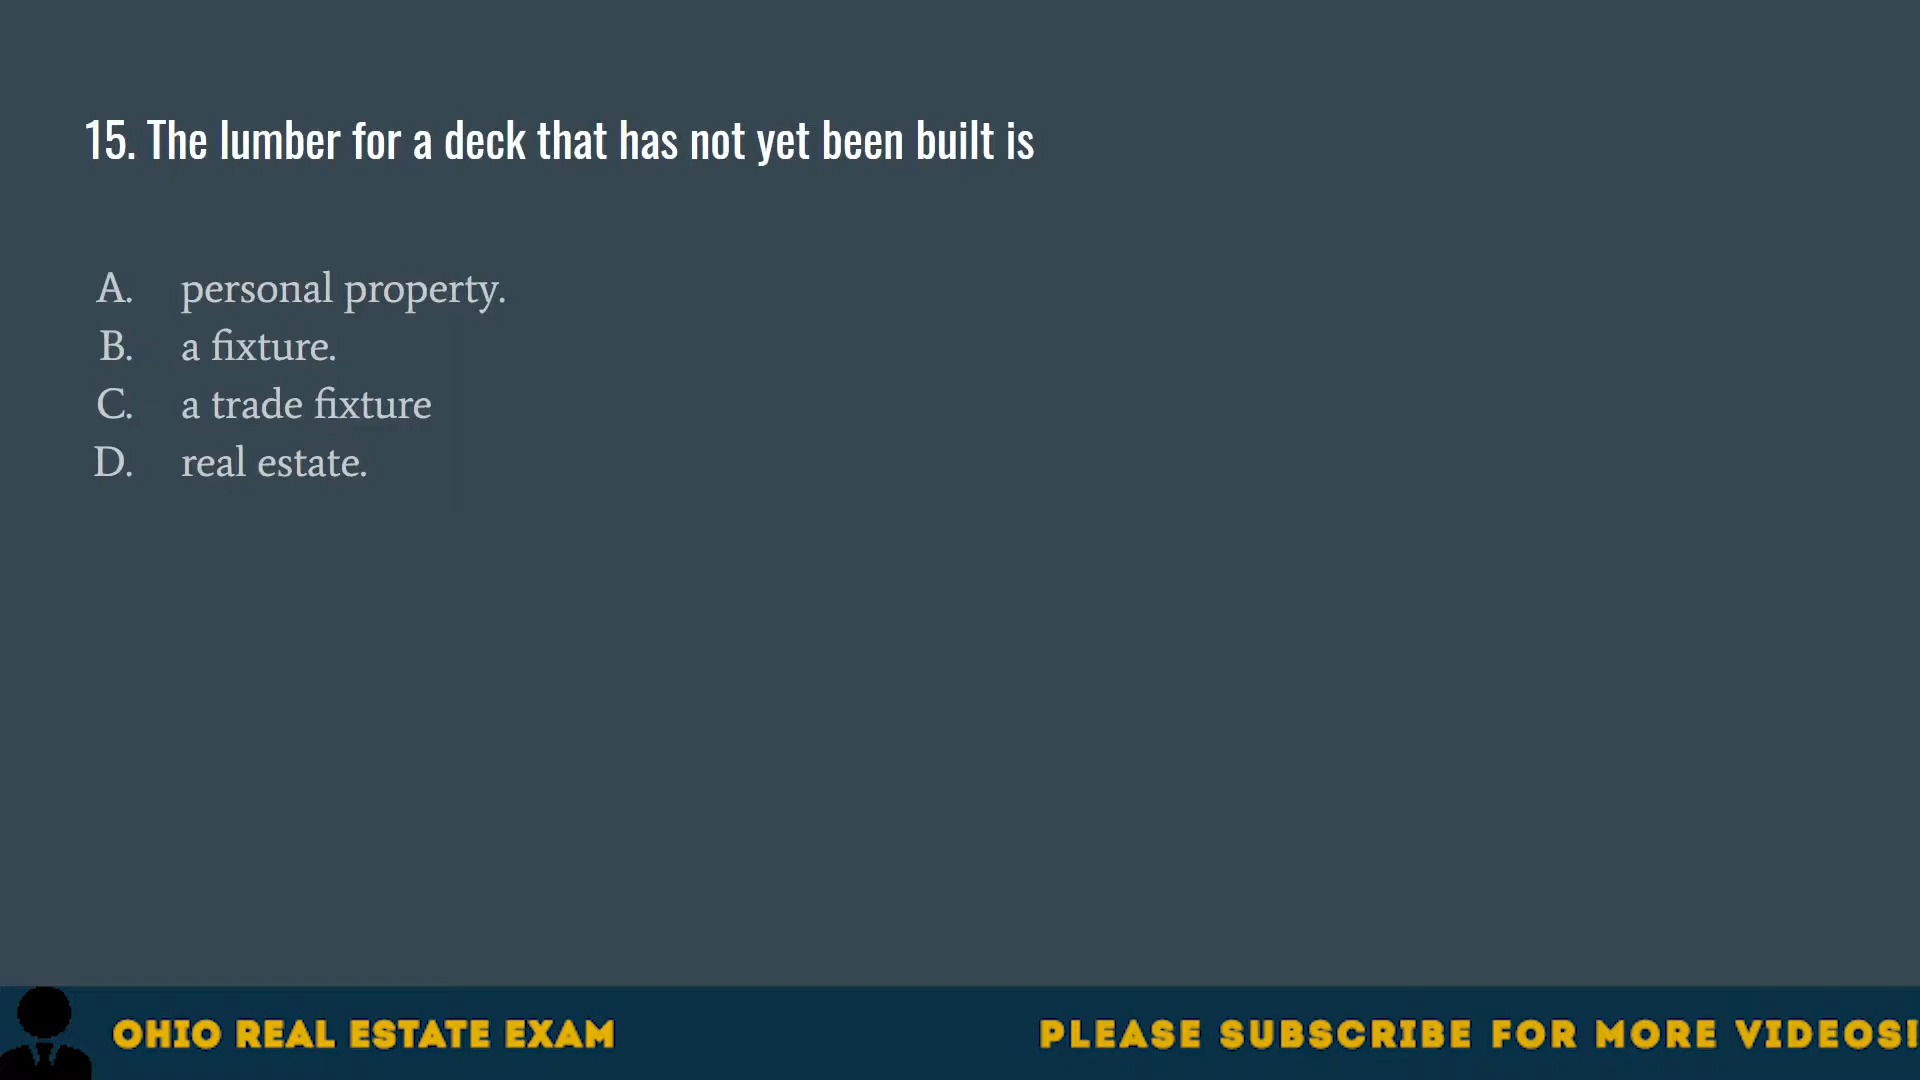 15. The lumber for a deck that has not yet been built is
A. personal property.
B. a fixture.
C. a trade fixture
D. real estate.
OHIO REAL ESTATE EXAM
PLEASE SUBSCRIBE FOR MORE VIDEOS!